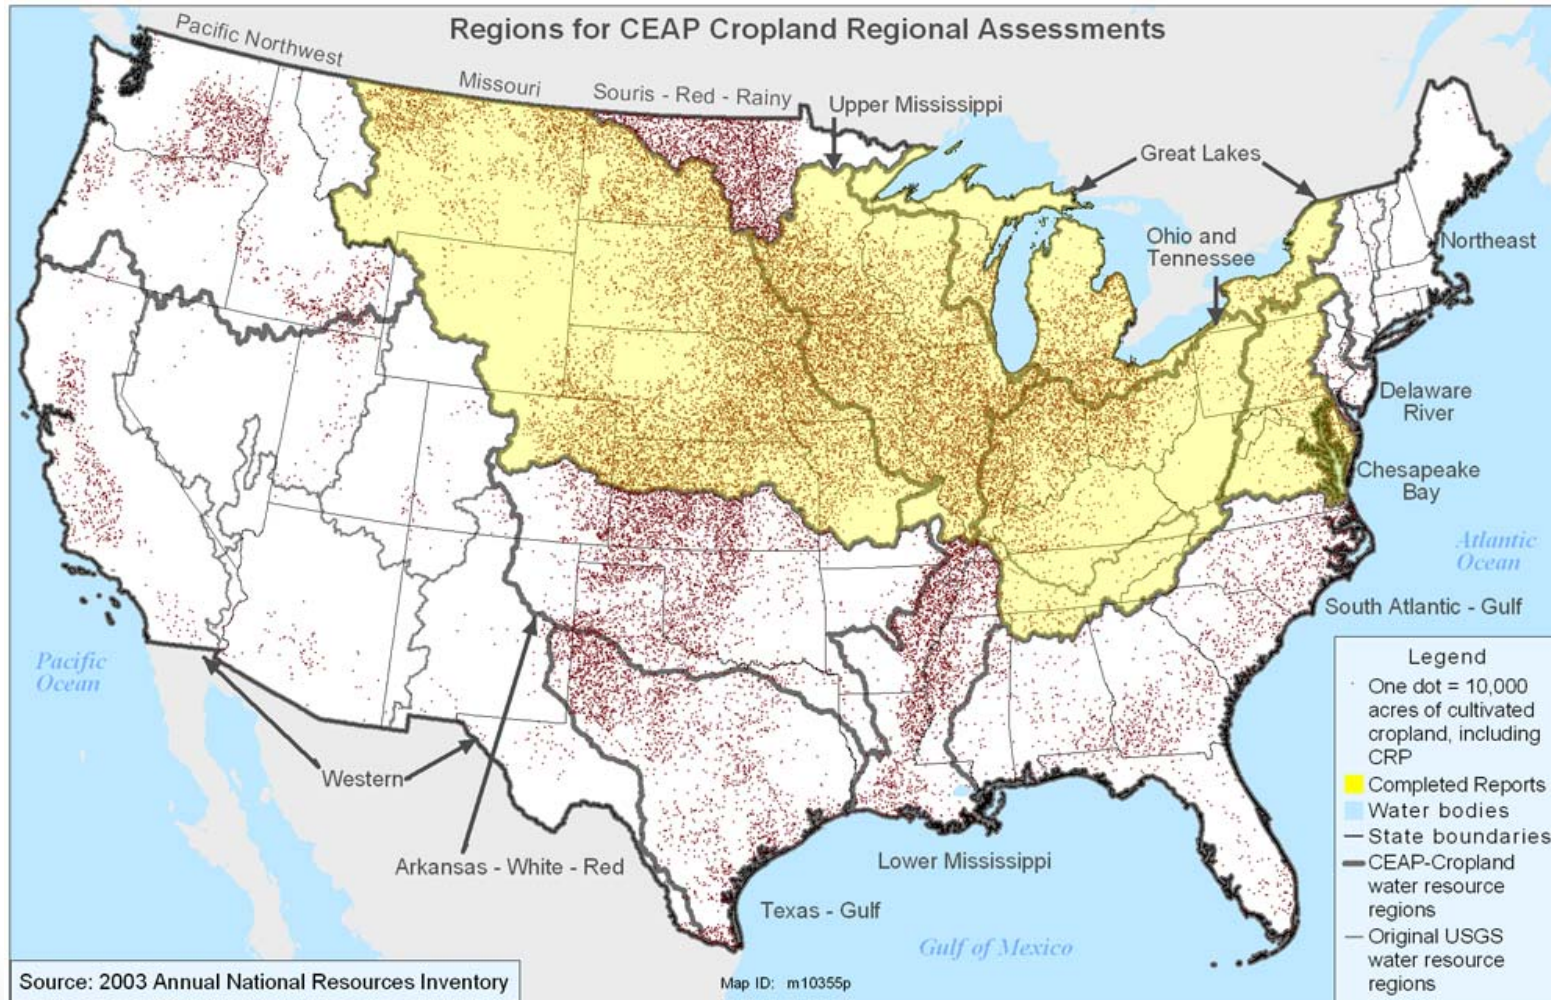 Regions for CEAP Cropland Regional Assessments
Pacific Northwest
Missouri
Souris - Red - Rainy
Upper Mississippi
Great Lakes
Ohio and
Tennessee
Northeast
Delaware
River
Chesapeake
Bay
Atlantic
Ocean
South Atlantic - Gulf
Pacific
Ocean
Western
Arkansas - White - Red
Lower Mississippi
Texas - Gulf
Gulf of Mexico
Legend
One dot = 10,000
acres of cultivated
cropland, including
CRP
Completed Reports
Water bodies
State boundaries
CEAP-Cropland
water resource
regions
Original USGS
water resource
regions
Source: 2003 Annual National Resources Inventory
Map ID: m10355p